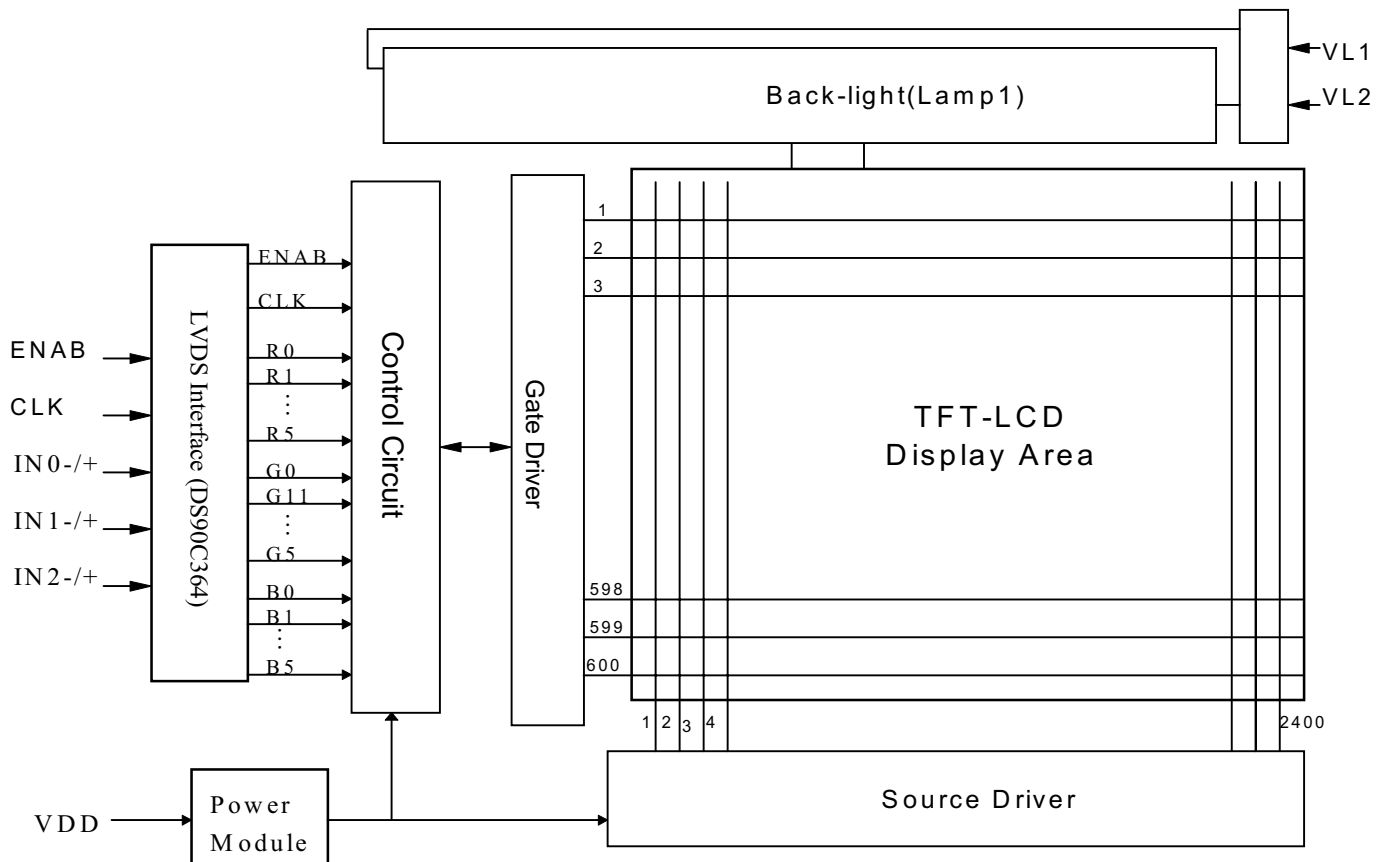 VL1
Back-light(Lamp1)
VL2
1
2
3
ENAB
CLK
R0
R1
R5
G0
G11
G5
B0
B1
B5
ENAB
CLK
IN0-/+
IN1-/+
IN2-/+
LVDS Interface (DS90C364)
Control Circuit
Gate Driver
TFT-LCD
Display Area
598
599
600
1 2 3 4 2400
Source Driver
VDD
Power
Module